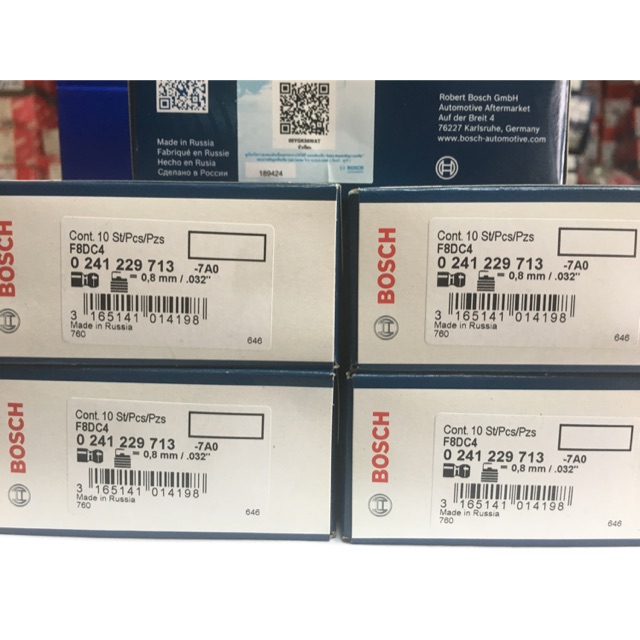 Robert Bosch GmbH
Automotive Aftermarket
Auf der Breit 4
76227 Karlsruhe, Germany
www.bosch-automotive.com
Made in Russia
Fabriqué en Russie
Hecho en Rusia
Сделано в России
189424
BOSCH
BOSCH
Cont. 10 St/Pcs/Pzs
F8DC4
0 241 229 713 -7A0
= 0,8 mm / .032"
3 165141 014198
Made in Russia
760
646
BOSCH
Cont. 10 St/Pcs/Pzs
F8DC4
0 241 229 713 -7A0
= 0,8 mm / .032"
3 165141 014198
Made in Russia
760
646
BOSCH
Cont. 10 St/Pcs/Pzs
F8DC4
0 241 229 713 -7A0
= 0,8 mm / .032"
3 165141 014198
Made in Russia
760
646
BOSCH
Cont. 10 St/Pcs/Pzs
F8DC4
0 241 229 713 -7A0
= 0,8 mm / .032"
3 165141 014198
Made in Russia
760
646